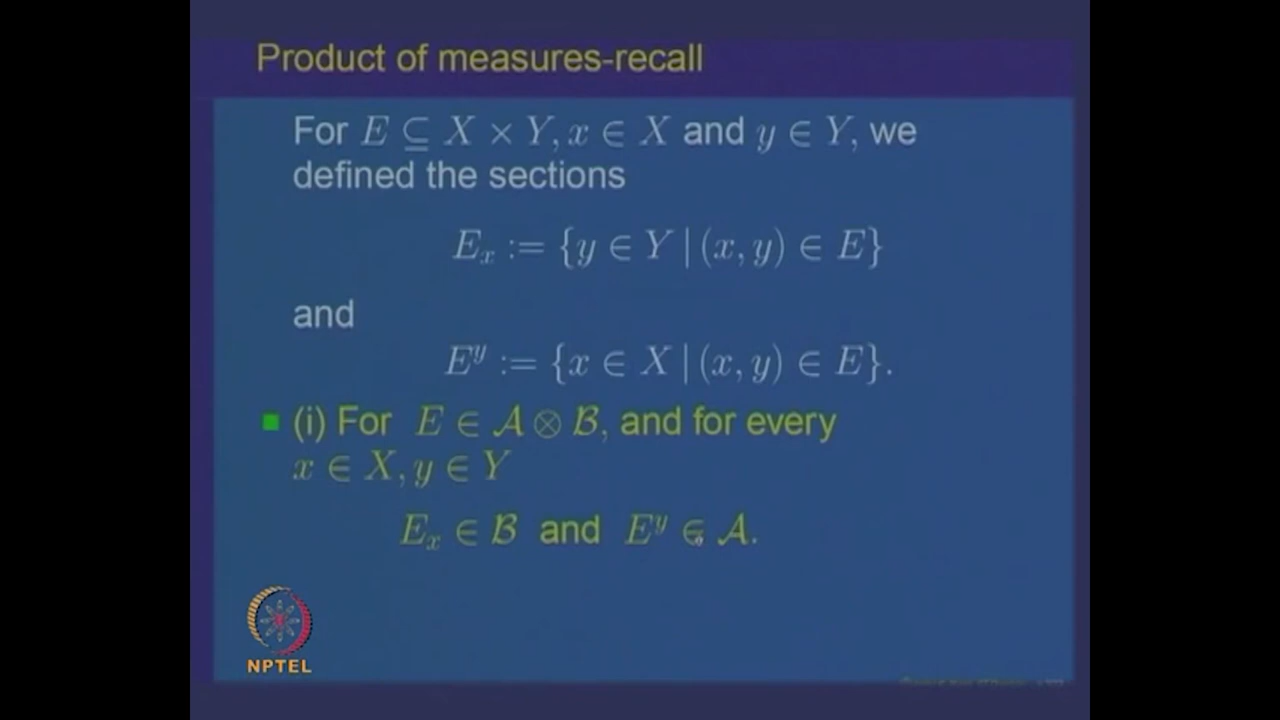 Product of measures-recall
For E ⊆ X × Y, x ∈ X and y ∈ Y, we
defined the sections
E_x := {y ∈ Y | (x, y) ∈ E}
and
E^y := {x ∈ X | (x, y) ∈ E}.
(i) For E ∈ 𝒜 ⊗ ℬ, and for every
x ∈ X, y ∈ Y
E_x ∈ ℬ and E^y ∈ 𝒜.
NPTEL